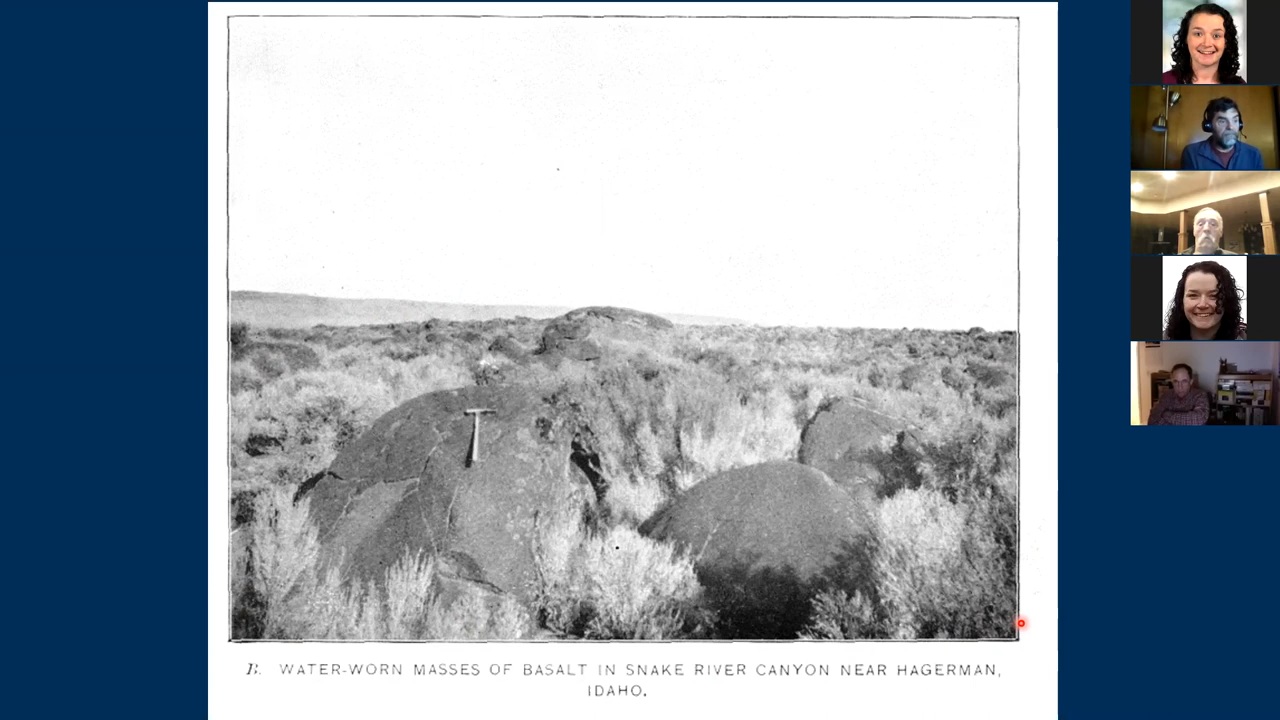 B. WATER-WORN MASSES OF BASALT IN SNAKE RIVER CANYON NEAR HAGERMAN,
IDAHO.